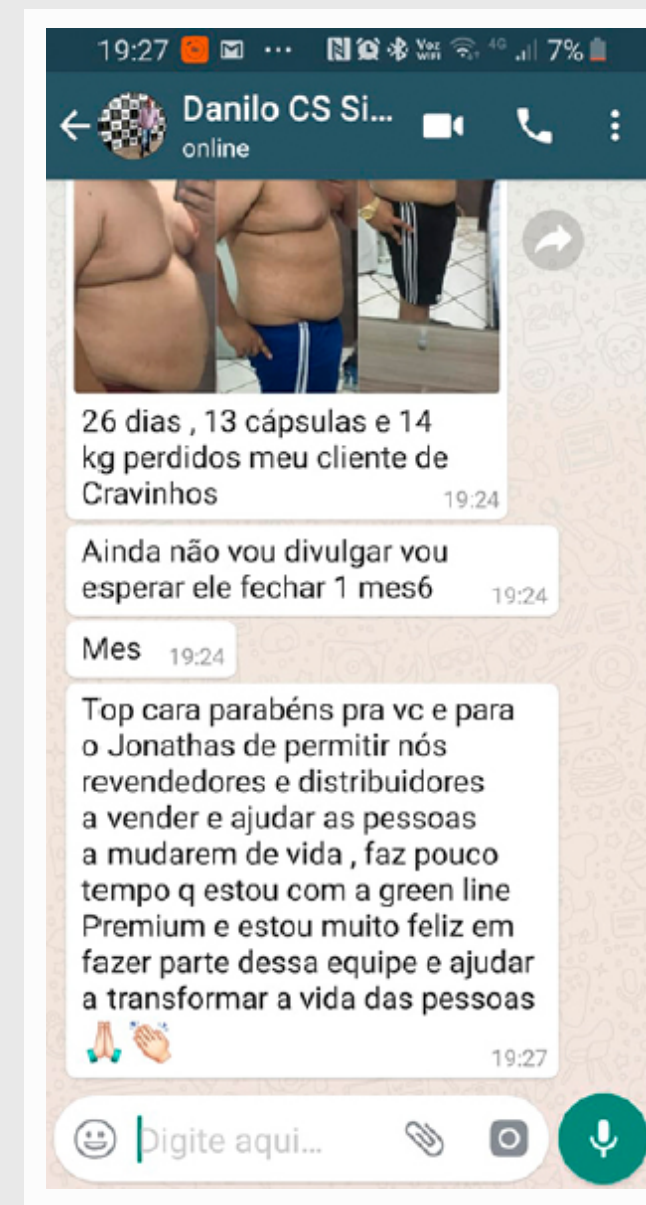 19:27 ... Voz WiFi 4G 7%
Danilo CS Si...
online
26 dias , 13 cápsulas e 14
kg perdidos meu cliente de
Cravinhos 19:24
Ainda não vou divulgar vou
esperar ele fechar 1 mes6 19:24
Mes 19:24
Top cara parabéns pra vc e para
o Jonathas de permitir nós
revendedores e distribuidores
a vender e ajudar as pessoas
a mudarem de vida , faz pouco
tempo q estou com a green line
Premium e estou muito feliz em
fazer parte dessa equipe e ajudar
a transformar a vida das pessoas
🙏🏻👏🏻 19:27
Digite aqui...